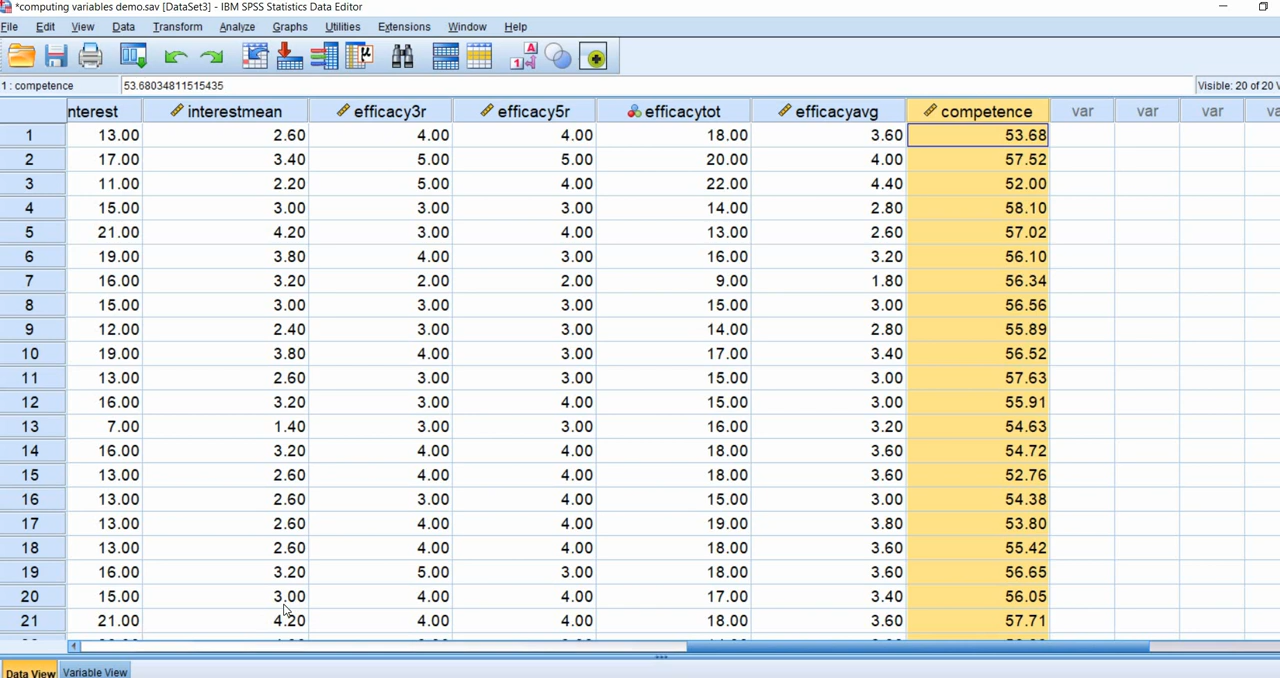 *computing variables demo.sav [DataSet3] - IBM SPSS Statistics Data Editor
File Edit View Data Transform Analyze Graphs Utilities Extensions Window Help
1 : competence 53.68034811515435 Visible: 20 of 20 V
nterest interestmean efficacy3r efficacy5r efficacytot efficacyavg competence var var var va
1 13.00 2.60 4.00 4.00 18.00 3.60 53.68
2 17.00 3.40 5.00 5.00 20.00 4.00 57.52
3 11.00 2.20 5.00 4.00 22.00 4.40 52.00
4 15.00 3.00 3.00 3.00 14.00 2.80 58.10
5 21.00 4.20 3.00 4.00 13.00 2.60 57.02
6 19.00 3.80 4.00 3.00 16.00 3.20 56.10
7 16.00 3.20 2.00 2.00 9.00 1.80 56.34
8 15.00 3.00 3.00 3.00 15.00 3.00 56.56
9 12.00 2.40 3.00 3.00 14.00 2.80 55.89
10 19.00 3.80 4.00 3.00 17.00 3.40 56.52
11 13.00 2.60 3.00 3.00 15.00 3.00 57.63
12 16.00 3.20 3.00 4.00 15.00 3.00 55.91
13 7.00 1.40 3.00 3.00 16.00 3.20 54.63
14 16.00 3.20 4.00 4.00 18.00 3.60 54.72
15 13.00 2.60 4.00 4.00 18.00 3.60 52.76
16 13.00 2.60 3.00 4.00 15.00 3.00 54.38
17 13.00 2.60 4.00 4.00 19.00 3.80 53.80
18 13.00 2.60 4.00 4.00 18.00 3.60 55.42
19 16.00 3.20 5.00 3.00 18.00 3.60 56.65
20 15.00 3.00 4.00 4.00 17.00 3.40 56.05
21 21.00 4.20 4.00 4.00 18.00 3.60 57.71
Data View Variable View